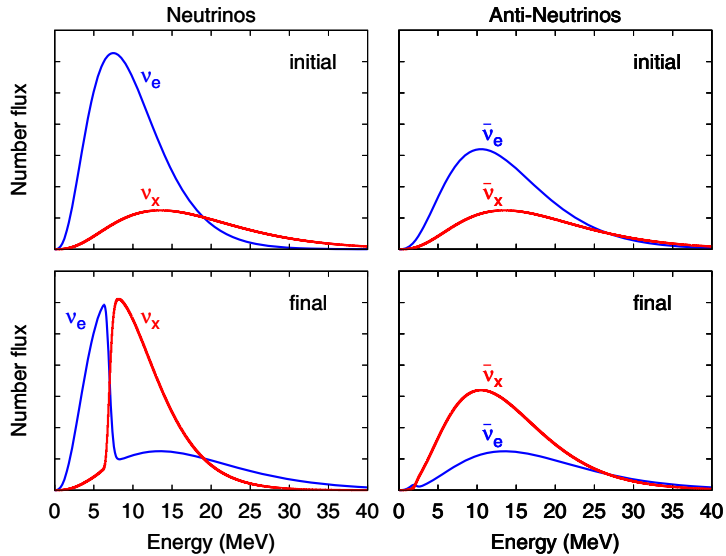 Neutrinos
Anti-Neutrinos
Number flux
initial
νe
νx
initial
ν̄e
ν̄x
Number flux
final
νe
νx
0 5 10 15 20 25 30 35 40
Energy (MeV)
final
ν̄x
ν̄e
0 5 10 15 20 25 30 35 40
Energy (MeV)